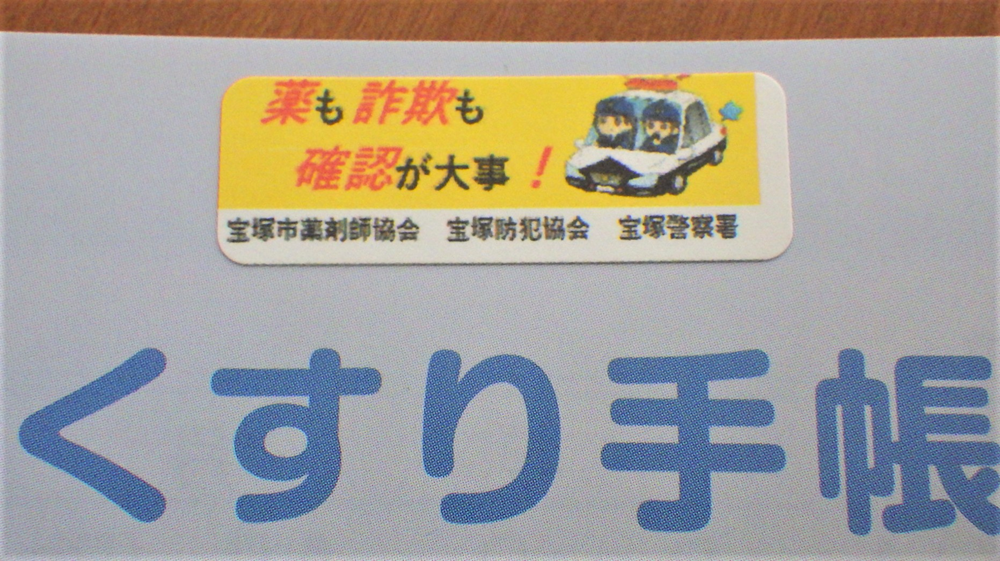 薬も詐欺も
確認が大事！
宝塚市薬剤師協会　宝塚防犯協会　宝塚警察署
くすり手帳